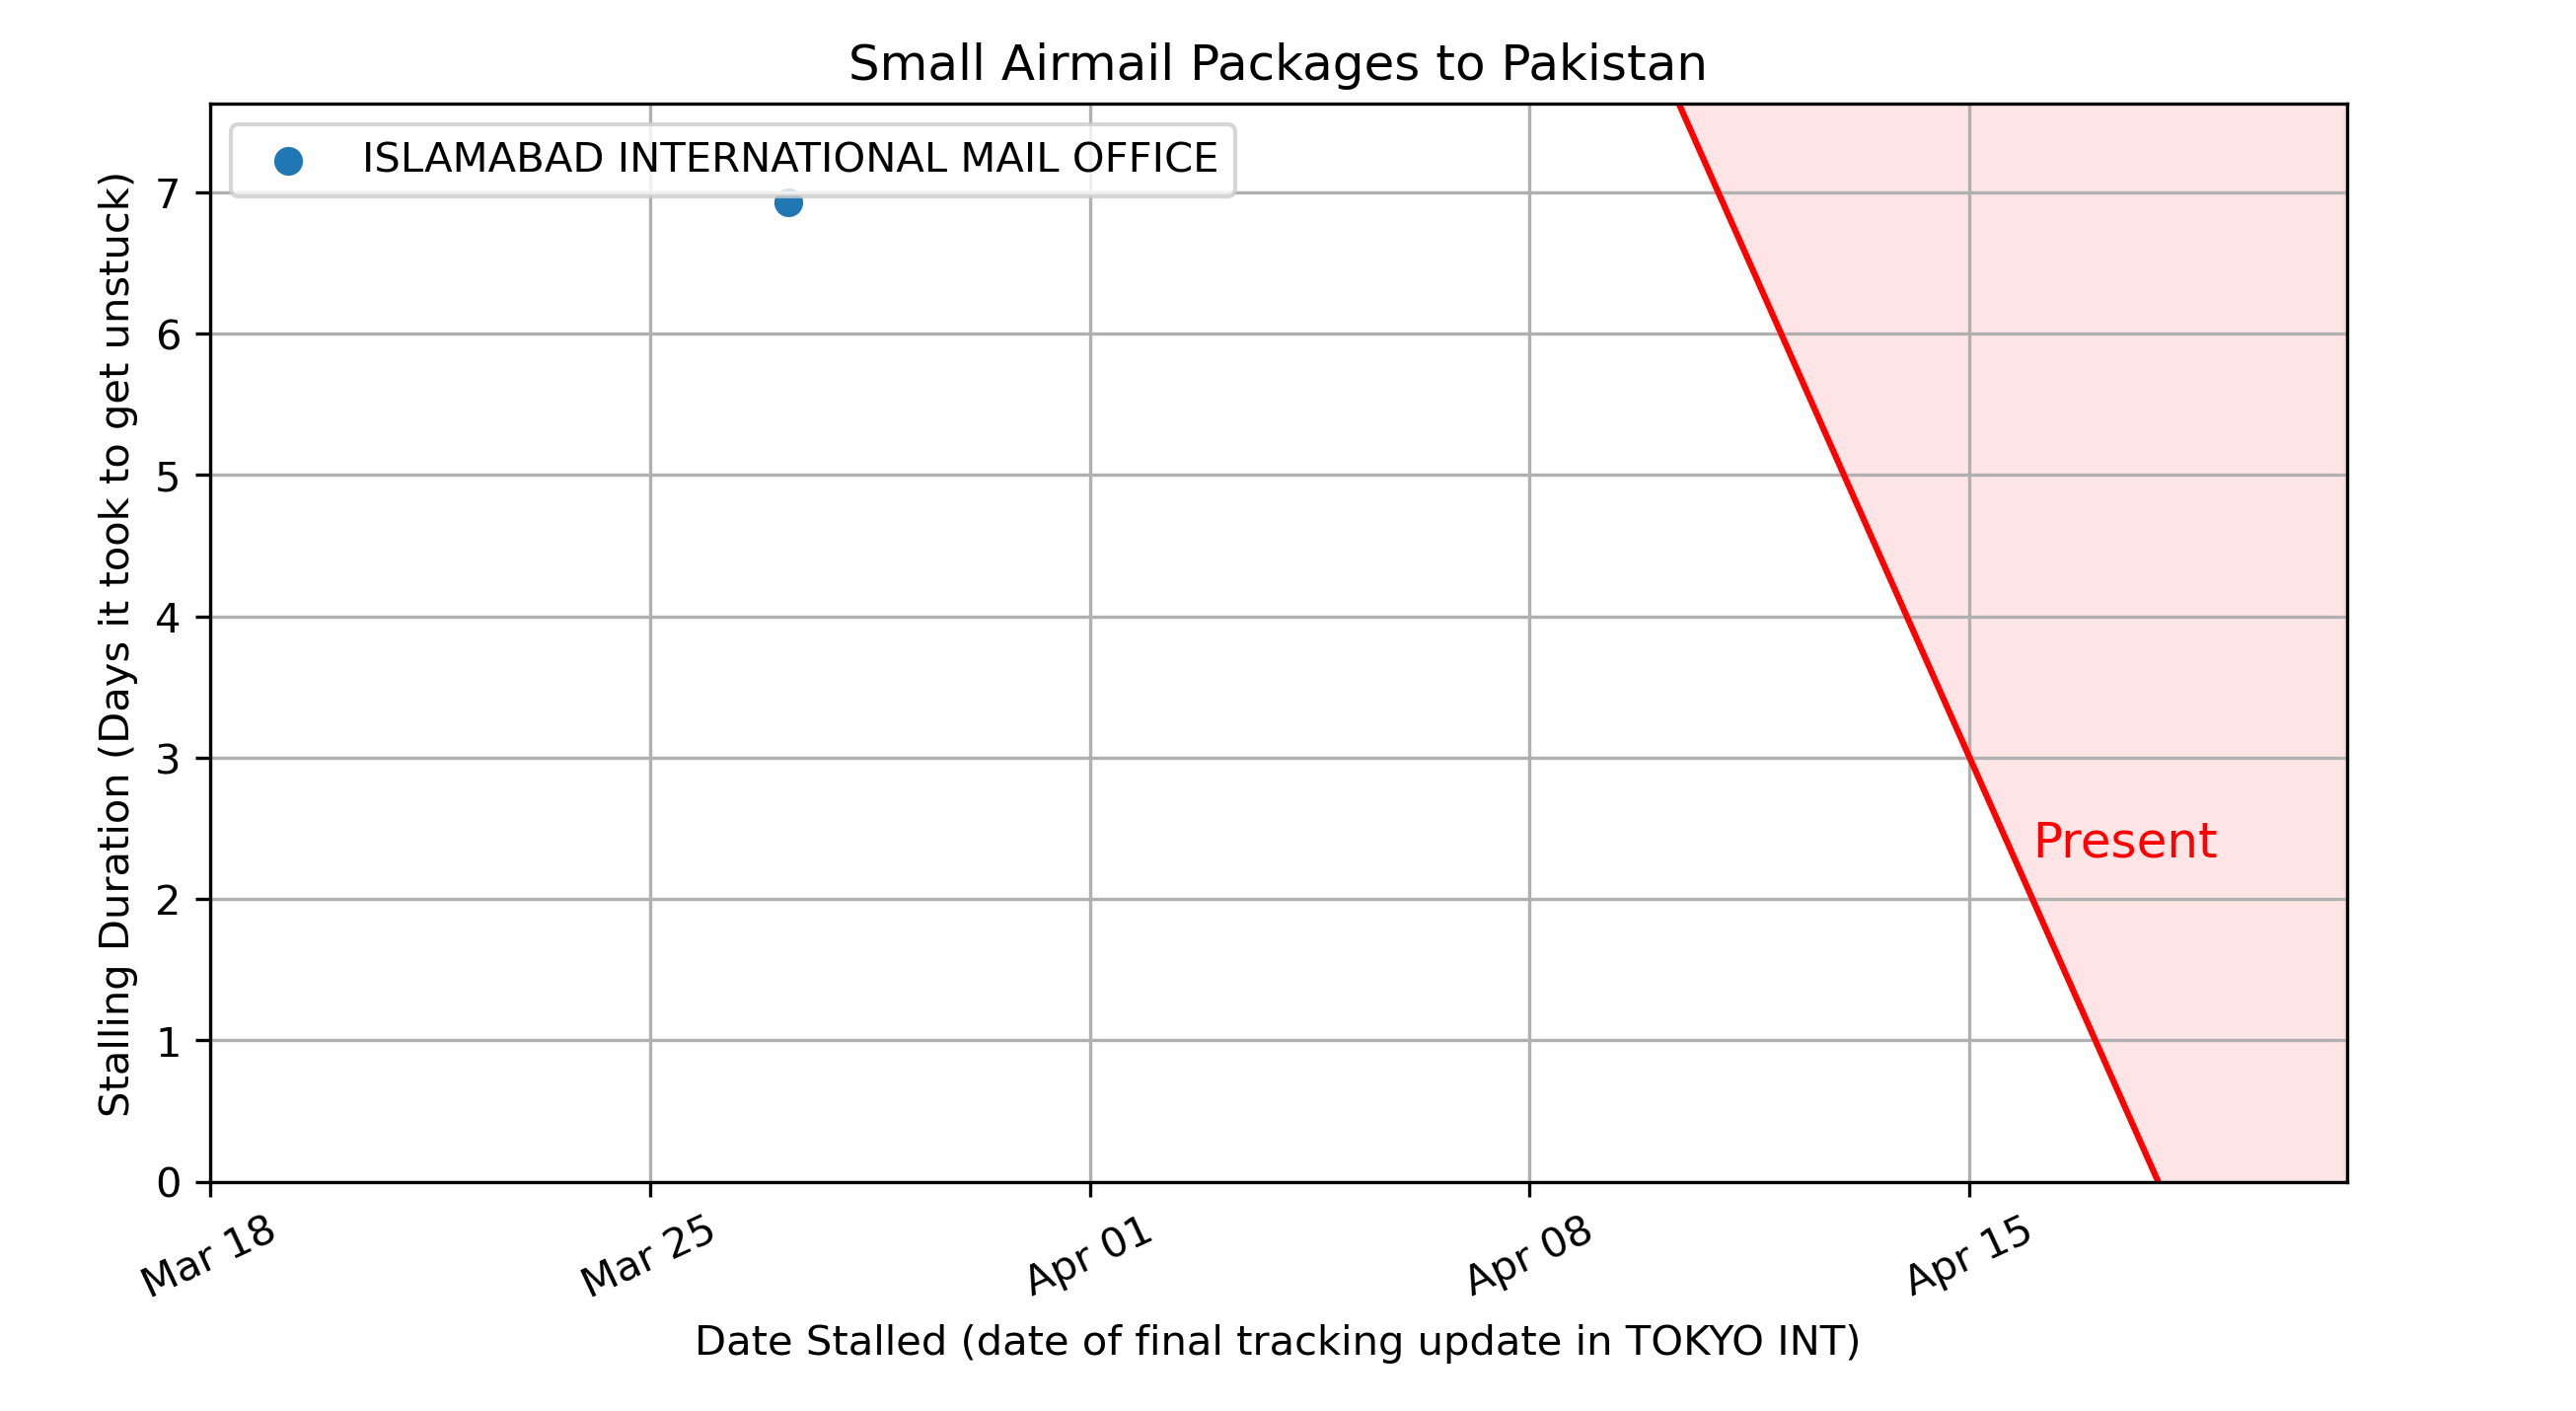 Small Airmail Packages to Pakistan
ISLAMABAD INTERNATIONAL MAIL OFFICE
Stalling Duration (Days it took to get unstuck)
7
6
5
4
3
2
1
0
Present
Mar 18
Mar 25
Apr 01
Apr 08
Apr 15
Date Stalled (date of final tracking update in TOKYO INT)